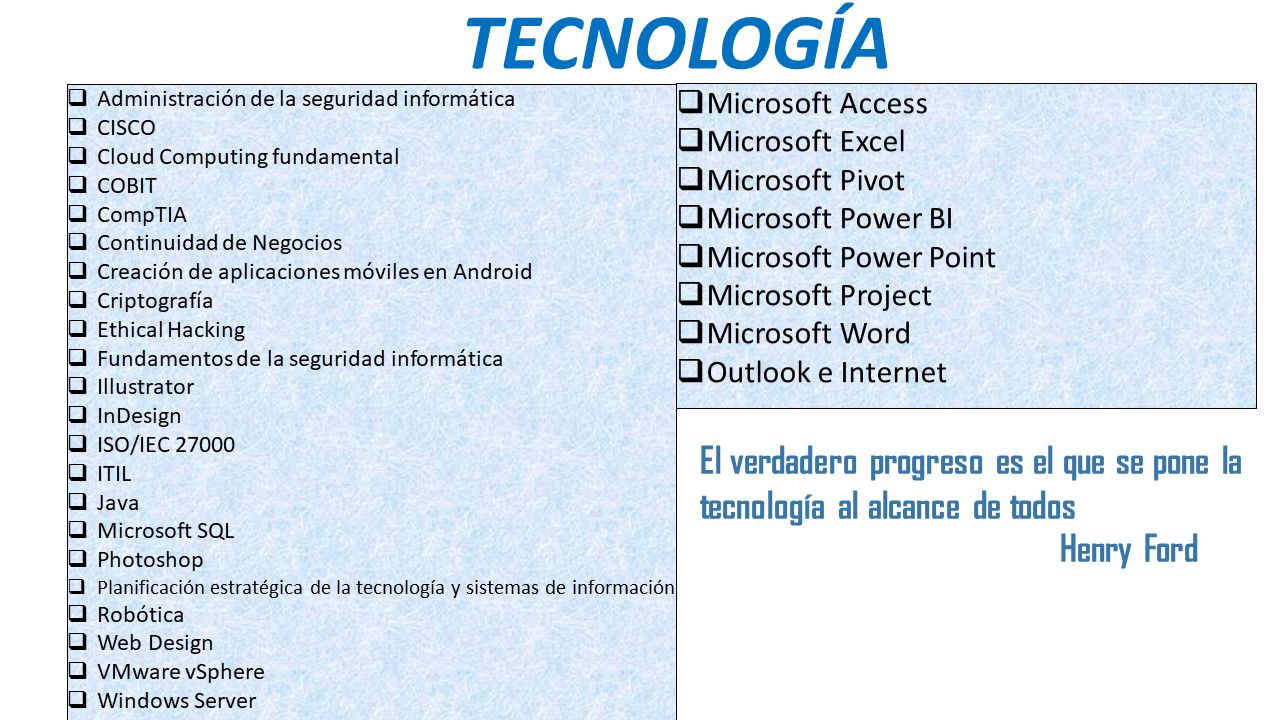 TECNOLOGÍA
Administración de la seguridad informática
CISCO
Cloud Computing fundamental
COBIT
CompTIA
Continuidad de Negocios
Creación de aplicaciones móviles en Android
Criptografía
Ethical Hacking
Fundamentos de la seguridad informática
Illustrator
InDesign
ISO/IEC 27000
ITIL
Java
Microsoft SQL
Photoshop
Planificación estratégica de la tecnología y sistemas de información
Robótica
Web Design
VMware vSphere
Windows Server
Microsoft Access
Microsoft Excel
Microsoft Pivot
Microsoft Power BI
Microsoft Power Point
Microsoft Project
Microsoft Word
Outlook e Internet
El verdadero progreso es el que se pone la
tecnología al alcance de todos
Henry Ford